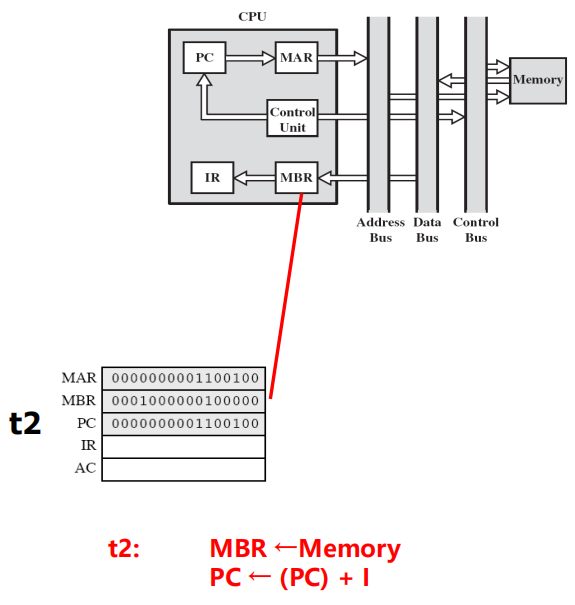 CPU
PC
MAR
Control
Unit
Memory
IR
MBR
Address Data Control
Bus Bus Bus
t2
MAR 0000000001100100
MBR 0001000000100000
PC 0000000001100100
IR
AC
t2: MBR ←Memory
PC ← (PC) + I